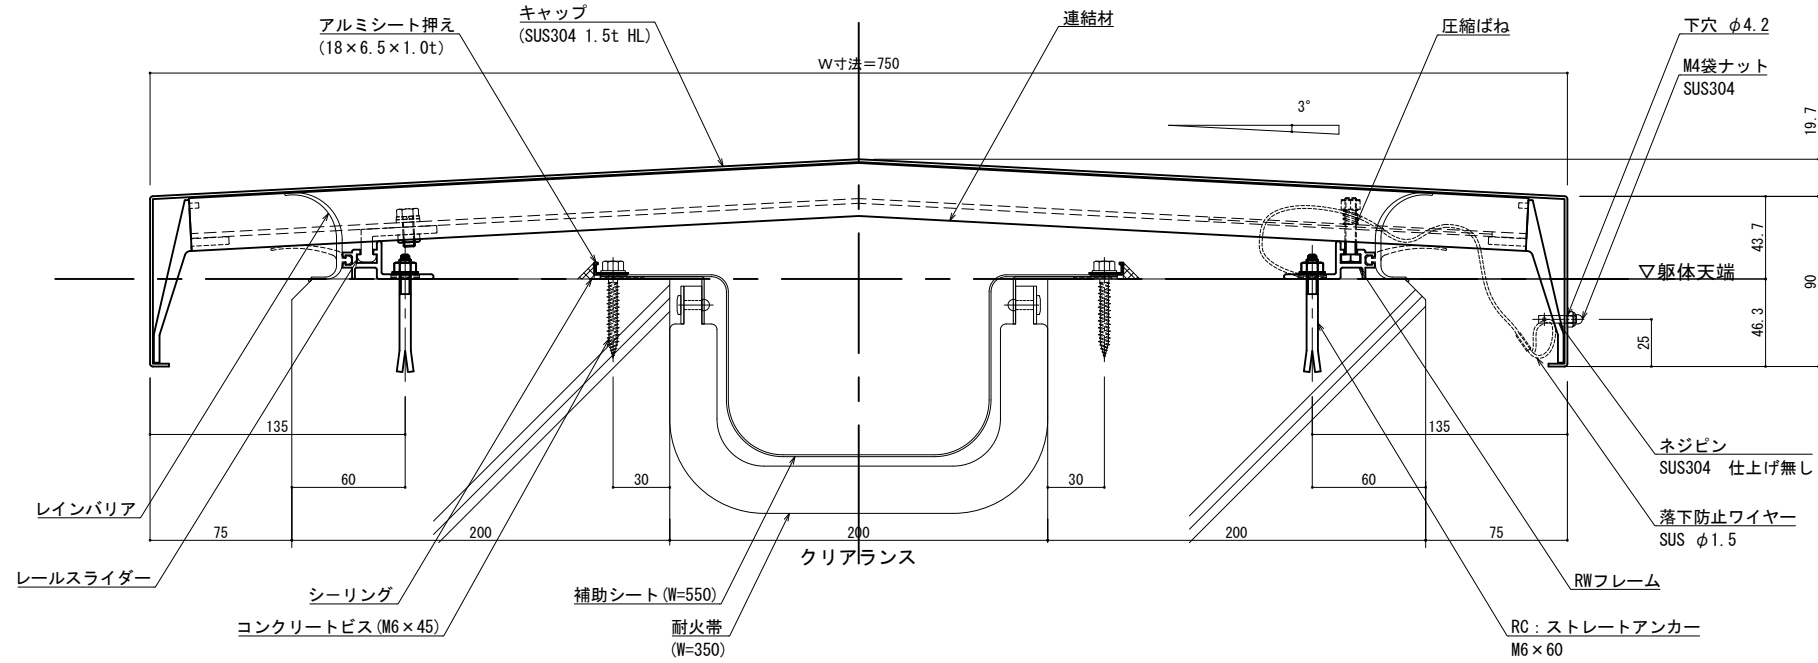 アルミシート押え
(18×6.5×1.0t)
キャップ
(SUS304 1.5t HL)
連結材
圧縮ばね
下穴 φ4.2
M4袋ナット
SUS304
W寸法=750
3°
19.7
43.7
▽躯体天端
90
46.3
25
135
135
60
30
30
60
ネジピン
SUS304 仕上げ無し
レインバリア
落下防止ワイヤー
SUS φ1.5
75
200
200
200
75
クリアランス
レールスライダー
シーリング
補助シート(W=550)
RWフレーム
コンクリートビス(M6×45)
耐火帯
(W=350)
RC:ストレートアンカー
M6×60